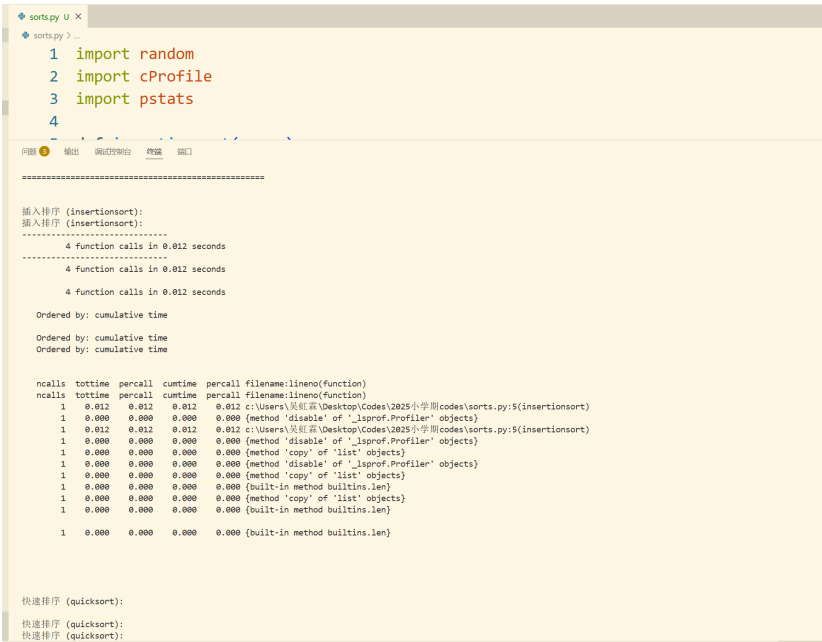 sorts.py U ×
sorts.py > ...
1 import random
2 import cProfile
3 import pstats
4
问题 3 输出 调试控制台 终端 端口
==================================================
插入排序 (insertionsort):
插入排序 (insertionsort):
------------------------------
4 function calls in 0.012 seconds
------------------------------
4 function calls in 0.012 seconds
4 function calls in 0.012 seconds
Ordered by: cumulative time
Ordered by: cumulative time
Ordered by: cumulative time
ncalls tottime percall cumtime percall filename:lineno(function)
ncalls tottime percall cumtime percall filename:lineno(function)
1 0.012 0.012 0.012 0.012 c:\Users\吴虹霖\Desktop\Codes\2025小学期codes\sorts.py:5(insertionsort)
1 0.000 0.000 0.000 0.000 {method 'disable' of '_lsprof.Profiler' objects}
1 0.012 0.012 0.012 0.012 c:\Users\吴虹霖\Desktop\Codes\2025小学期codes\sorts.py:5(insertionsort)
1 0.000 0.000 0.000 0.000 {method 'disable' of '_lsprof.Profiler' objects}
1 0.000 0.000 0.000 0.000 {method 'copy' of 'list' objects}
1 0.000 0.000 0.000 0.000 {method 'disable' of '_lsprof.Profiler' objects}
1 0.000 0.000 0.000 0.000 {method 'copy' of 'list' objects}
1 0.000 0.000 0.000 0.000 {built-in method builtins.len}
1 0.000 0.000 0.000 0.000 {method 'copy' of 'list' objects}
1 0.000 0.000 0.000 0.000 {built-in method builtins.len}
1 0.000 0.000 0.000 0.000 {built-in method builtins.len}
快速排序 (quicksort):
快速排序 (quicksort):
快速排序 (quicksort):